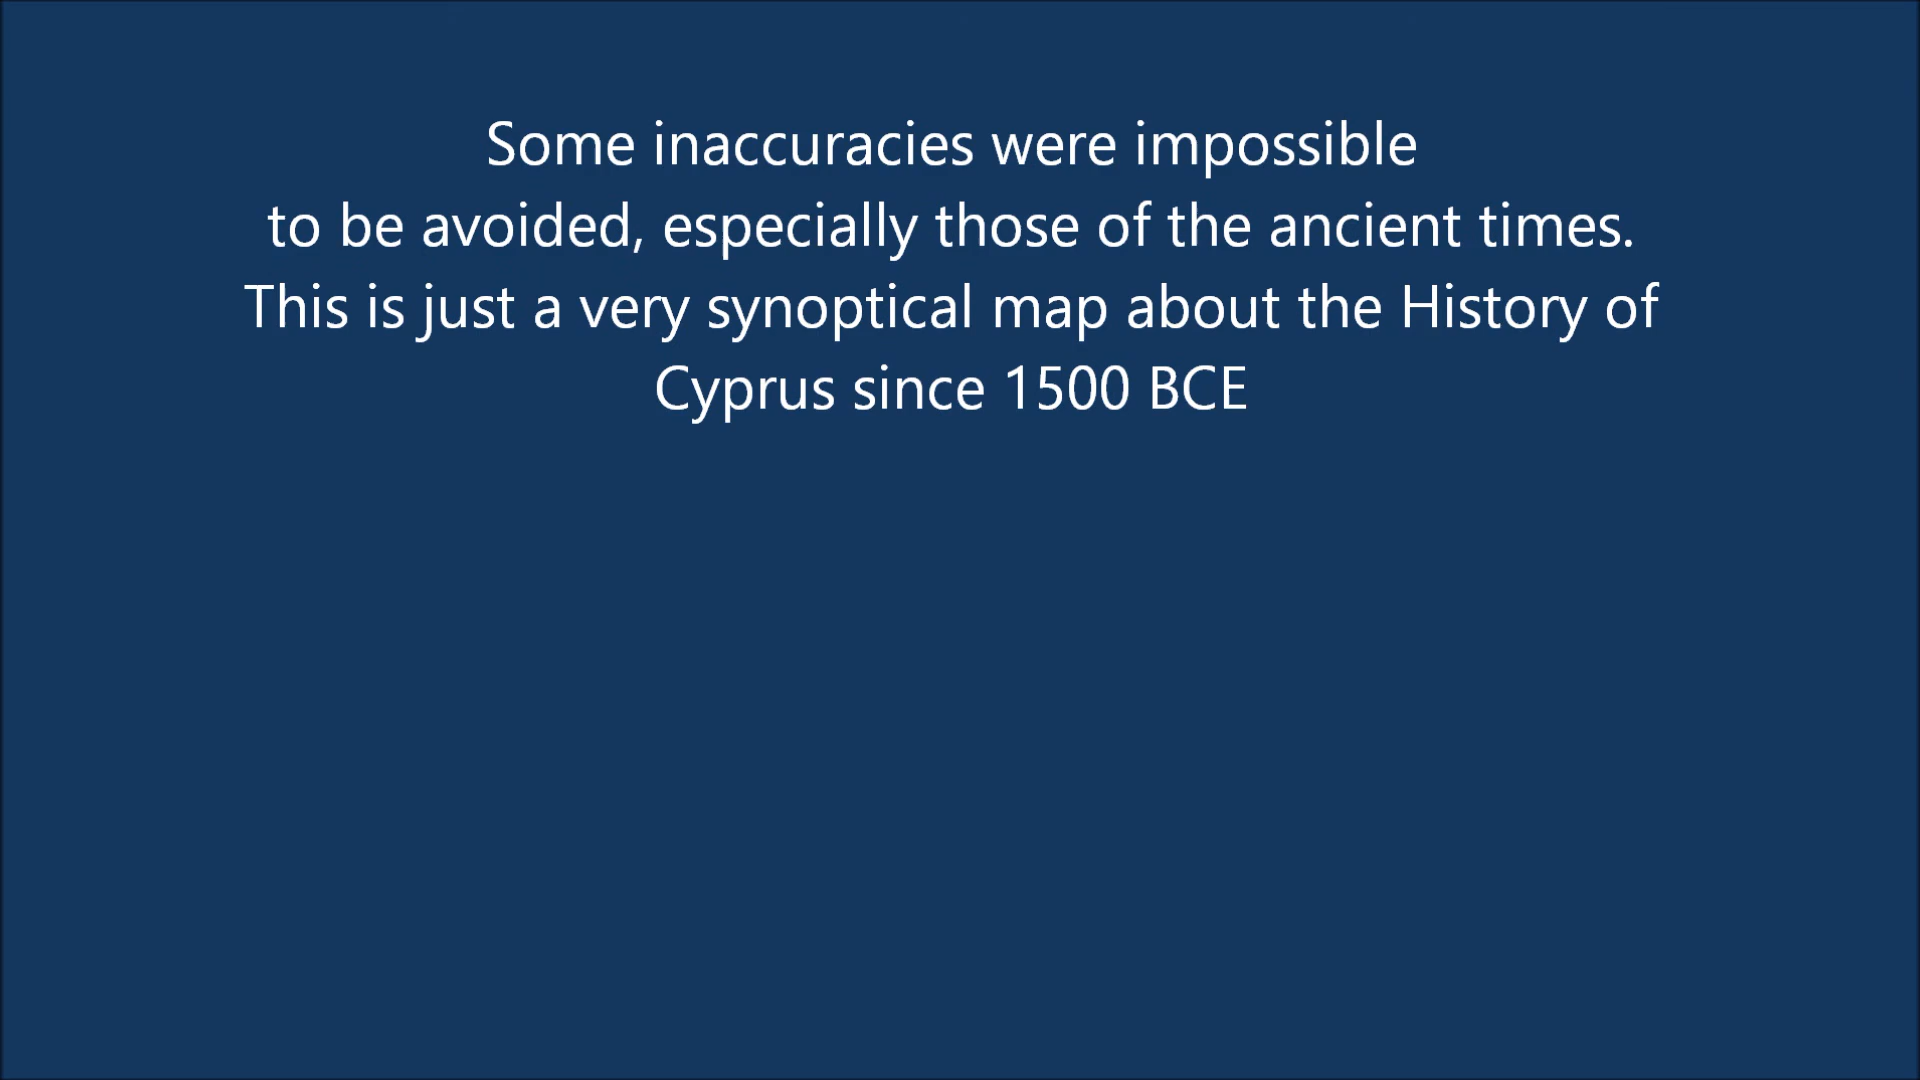 Some inaccuracies were impossible
to be avoided, especially those of the ancient times.
This is just a very synoptical map about the History of
Cyprus since 1500 BCE